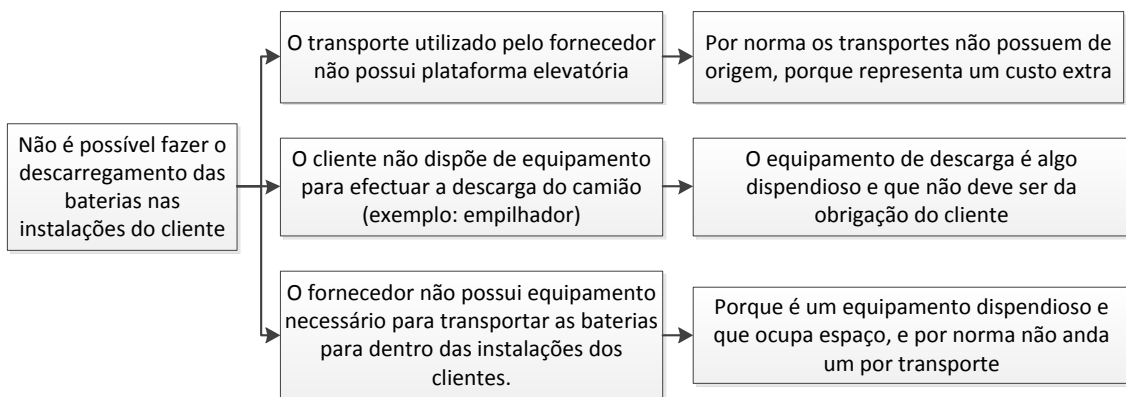 Não é possível fazer o
descarregamento das
baterias nas
instalações do cliente
O transporte utilizado pelo fornecedor
não possui plataforma elevatória
Por norma os transportes não possuem de
origem, porque representa um custo extra
O cliente não dispõe de equipamento
para efectuar a descarga do camião
(exemplo: empilhador)
O equipamento de descarga é algo
dispendioso e que não deve ser da
obrigação do cliente
O fornecedor não possui equipamento
necessário para transportar as baterias
para dentro das instalações dos
clientes.
Porque é um equipamento dispendioso e
que ocupa espaço, e por norma não anda
um por transporte